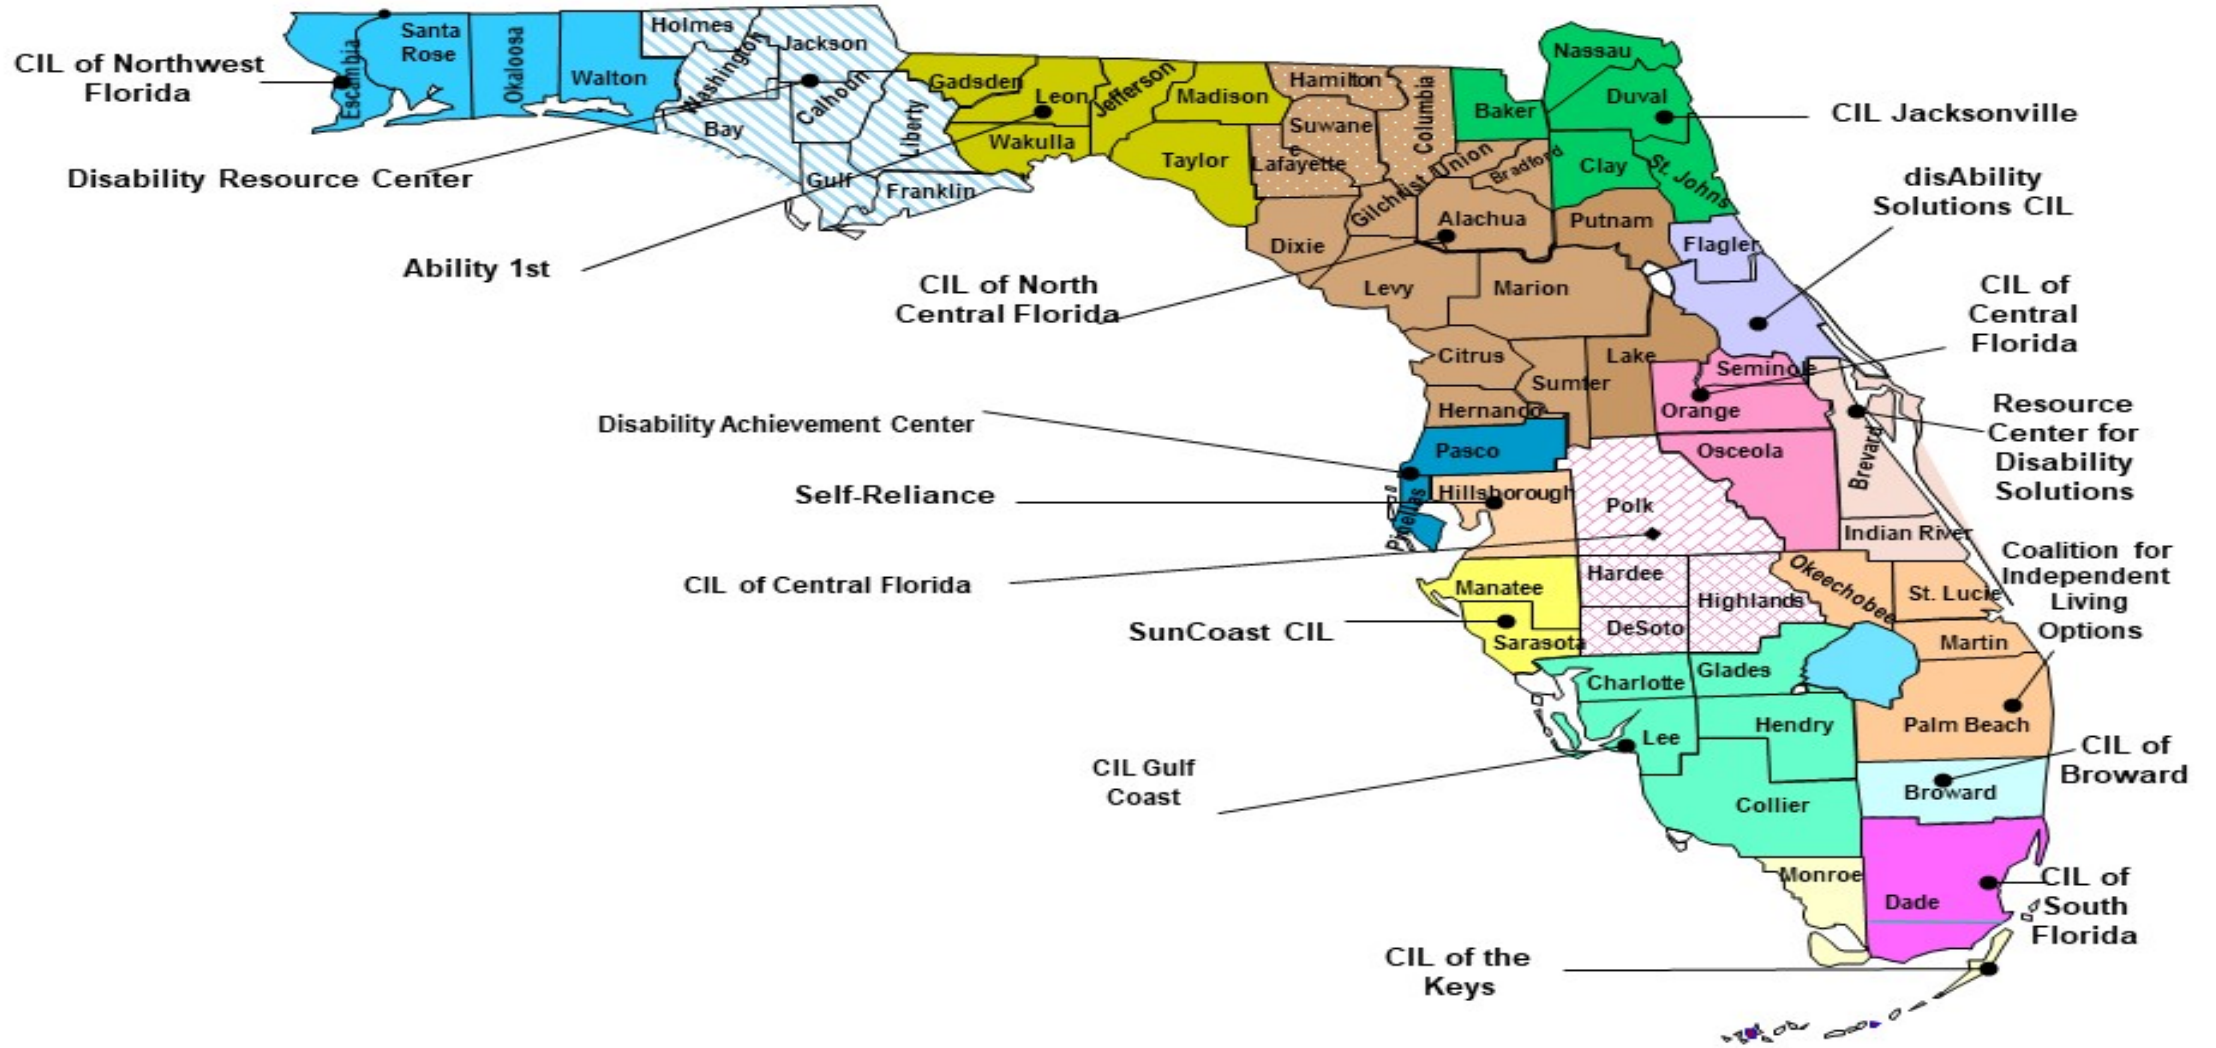 Holmes
Santa
Rose
Escambia
Okaloosa
Walton
Washington
Jackson
Calhoun
Bay
Liberty
Gulf
Franklin
Gadsden
Leon
Jefferson
Madison
Wakulla
Taylor
Hamilton
Suwane
e
Columbia
Lafayette
Baker
Nassau
Duval
Union
Bradford
Clay
St. Johns
Gilchrist
Alachua
Putnam
Dixie
Flagler
Levy
Marion
Citrus
Sumter
Lake
Seminole
Orange
Hernando
Pasco
Osceola
Brevard
Hillsborough
Pinellas
Polk
Indian River
Manatee
Hardee
Highlands
Okeechobee
St. Lucie
Sarasota
DeSoto
Martin
Charlotte
Glades
Lee
Hendry
Palm Beach
Collier
Broward
Monroe
Dade
CIL of Northwest
Florida
Disability Resource Center
Ability 1st
CIL of North
Central Florida
Disability Achievement Center
Self-Reliance
CIL of Central Florida
SunCoast CIL
CIL Gulf
Coast
CIL of the
Keys
CIL Jacksonville
disAbility
Solutions CIL
CIL of
Central
Florida
Resource
Center for
Disability
Solutions
Coalition for
Independent
Living
Options
CIL of
Broward
CIL of
South
Florida